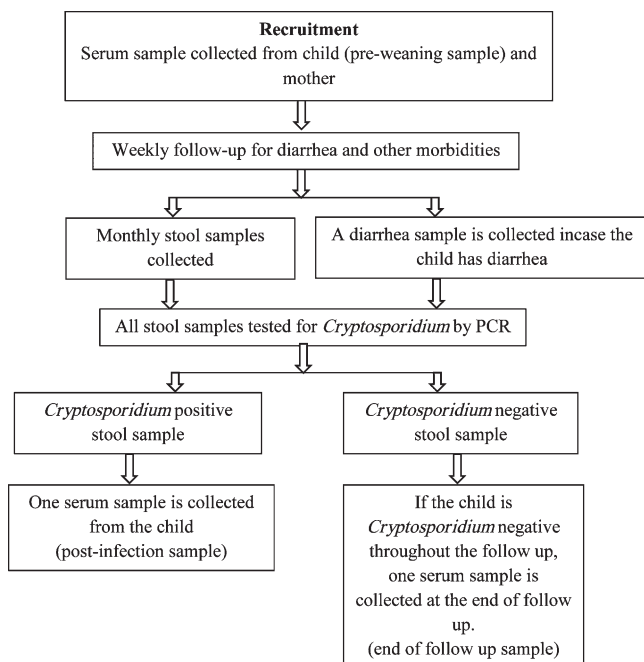 Recruitment
Serum sample collected from child (pre-weaning sample) and
mother
Weekly follow-up for diarrhea and other morbidities
Monthly stool samples
collected
A diarrhea sample is collected incase the
child has diarrhea
All stool samples tested for Cryptosporidium by PCR
Cryptosporidium positive
stool sample
Cryptosporidium negative
stool sample
One serum sample is collected
from the child
(post-infection sample)
If the child is
Cryptosporidium negative
throughout the follow up,
one serum sample is
collected at the end of follow
up.
(end of follow up sample)